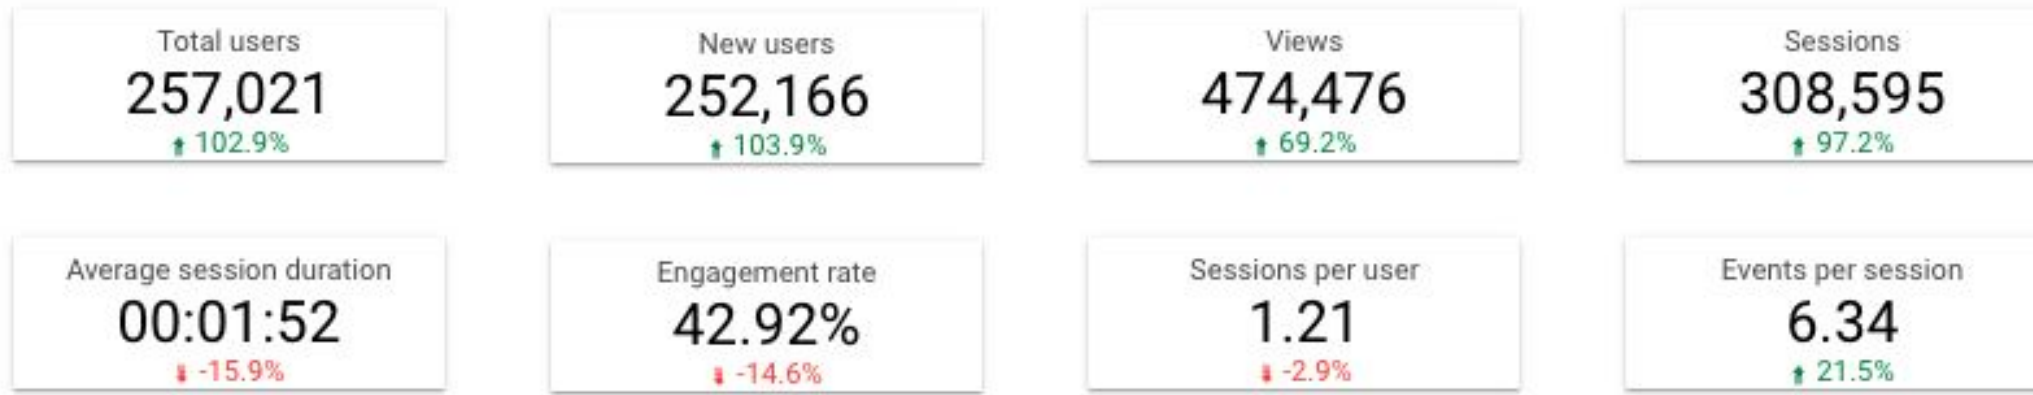 Total users
257,021
⬆ 102.9%
New users
252,166
⬆ 103.9%
Views
474,476
⬆ 69.2%
Sessions
308,595
⬆ 97.2%
Average session duration
00:01:52
⬇ -15.9%
Engagement rate
42.92%
⬇ -14.6%
Sessions per user
1.21
⬇ -2.9%
Events per session
6.34
⬆ 21.5%